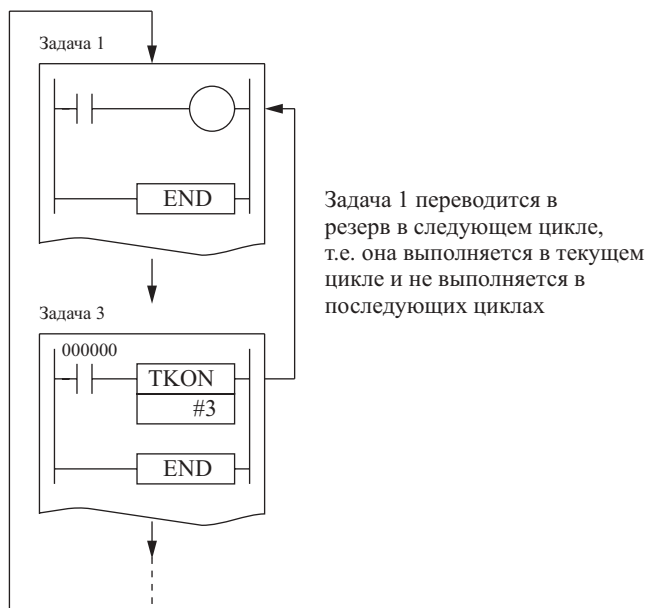 Задача 1
END
Задача 1 переводится в
резерв в следующем цикле,
т.е. она выполняется в текущем
цикле и не выполняется в
последующих циклах
Задача 3
000000
TKON
#3
END